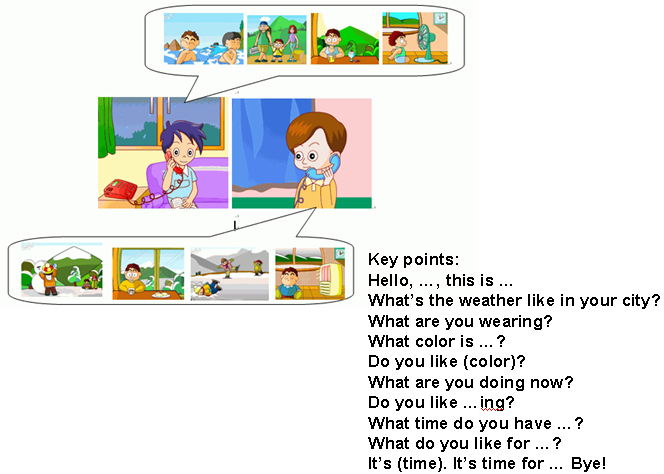 Key points:
Hello, …, this is …
What's the weather like in your city?
What are you wearing?
What color is …?
Do you like (color)?
What are you doing now?
Do you like …ing?
What time do you have …?
What do you like for …?
It's (time). It's time for … Bye!